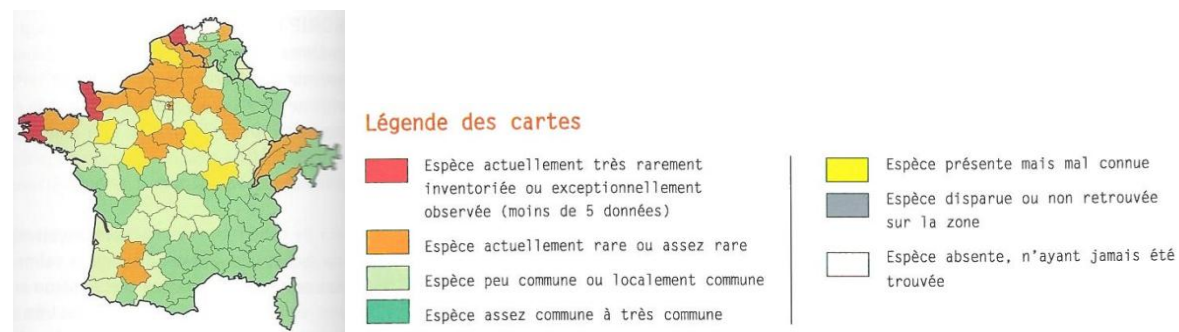 Légende des cartes
Espèce actuellement très rarement
inventoriée ou exceptionnellement
observée (moins de 5 données)
Espèce actuellement rare ou assez rare
Espèce peu commune ou localement commune
Espèce assez commune à très commune
Espèce présente mais mal connue
Espèce disparue ou non retrouvée
sur la zone
Espèce absente, n'ayant jamais été
trouvée